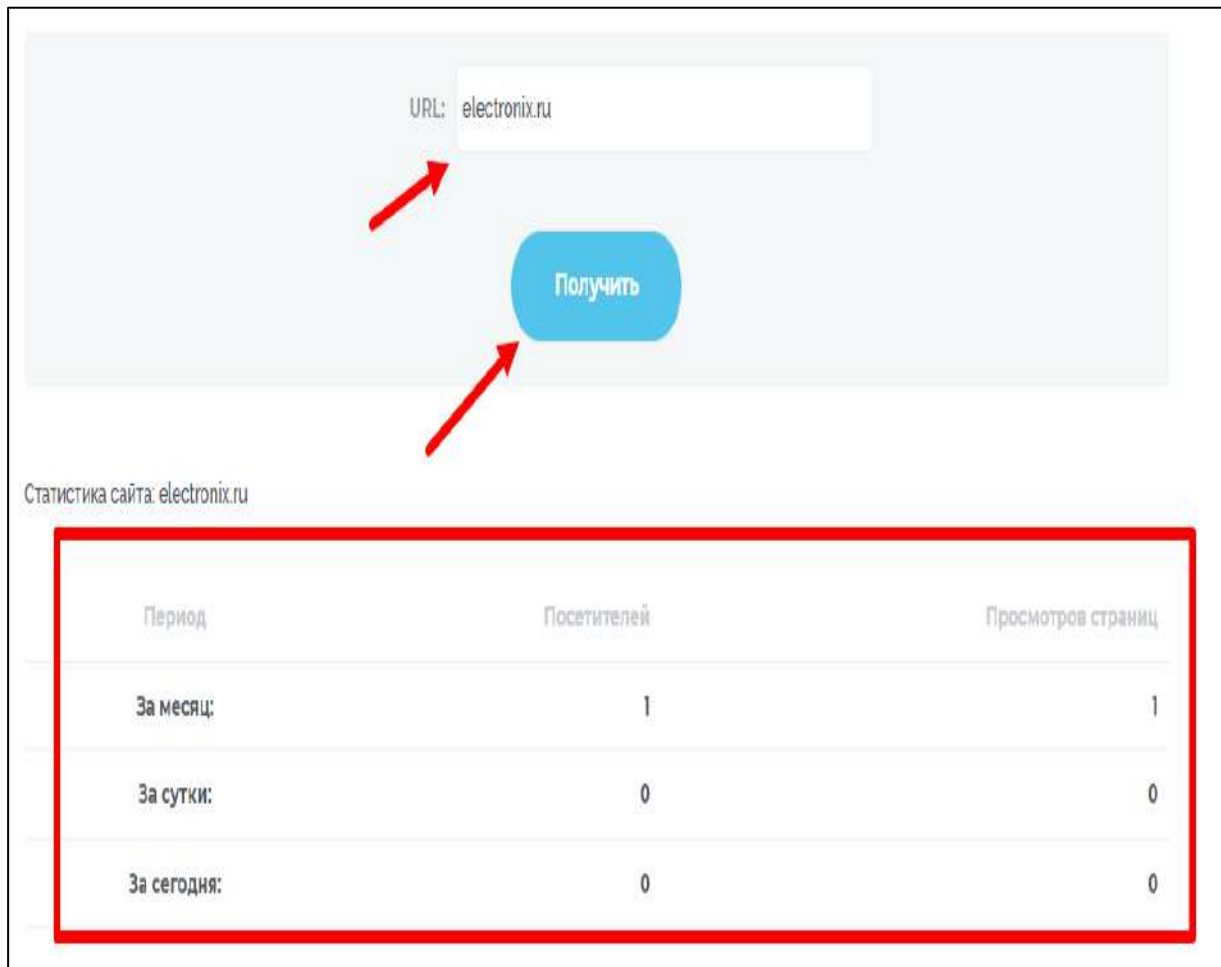 URL: electronix.ru
Получить
Статистика сайта: electronix.ru
Период Посетителей Просмотров страниц
За месяц: 1 1
За сутки: 0 0
За сегодня: 0 0